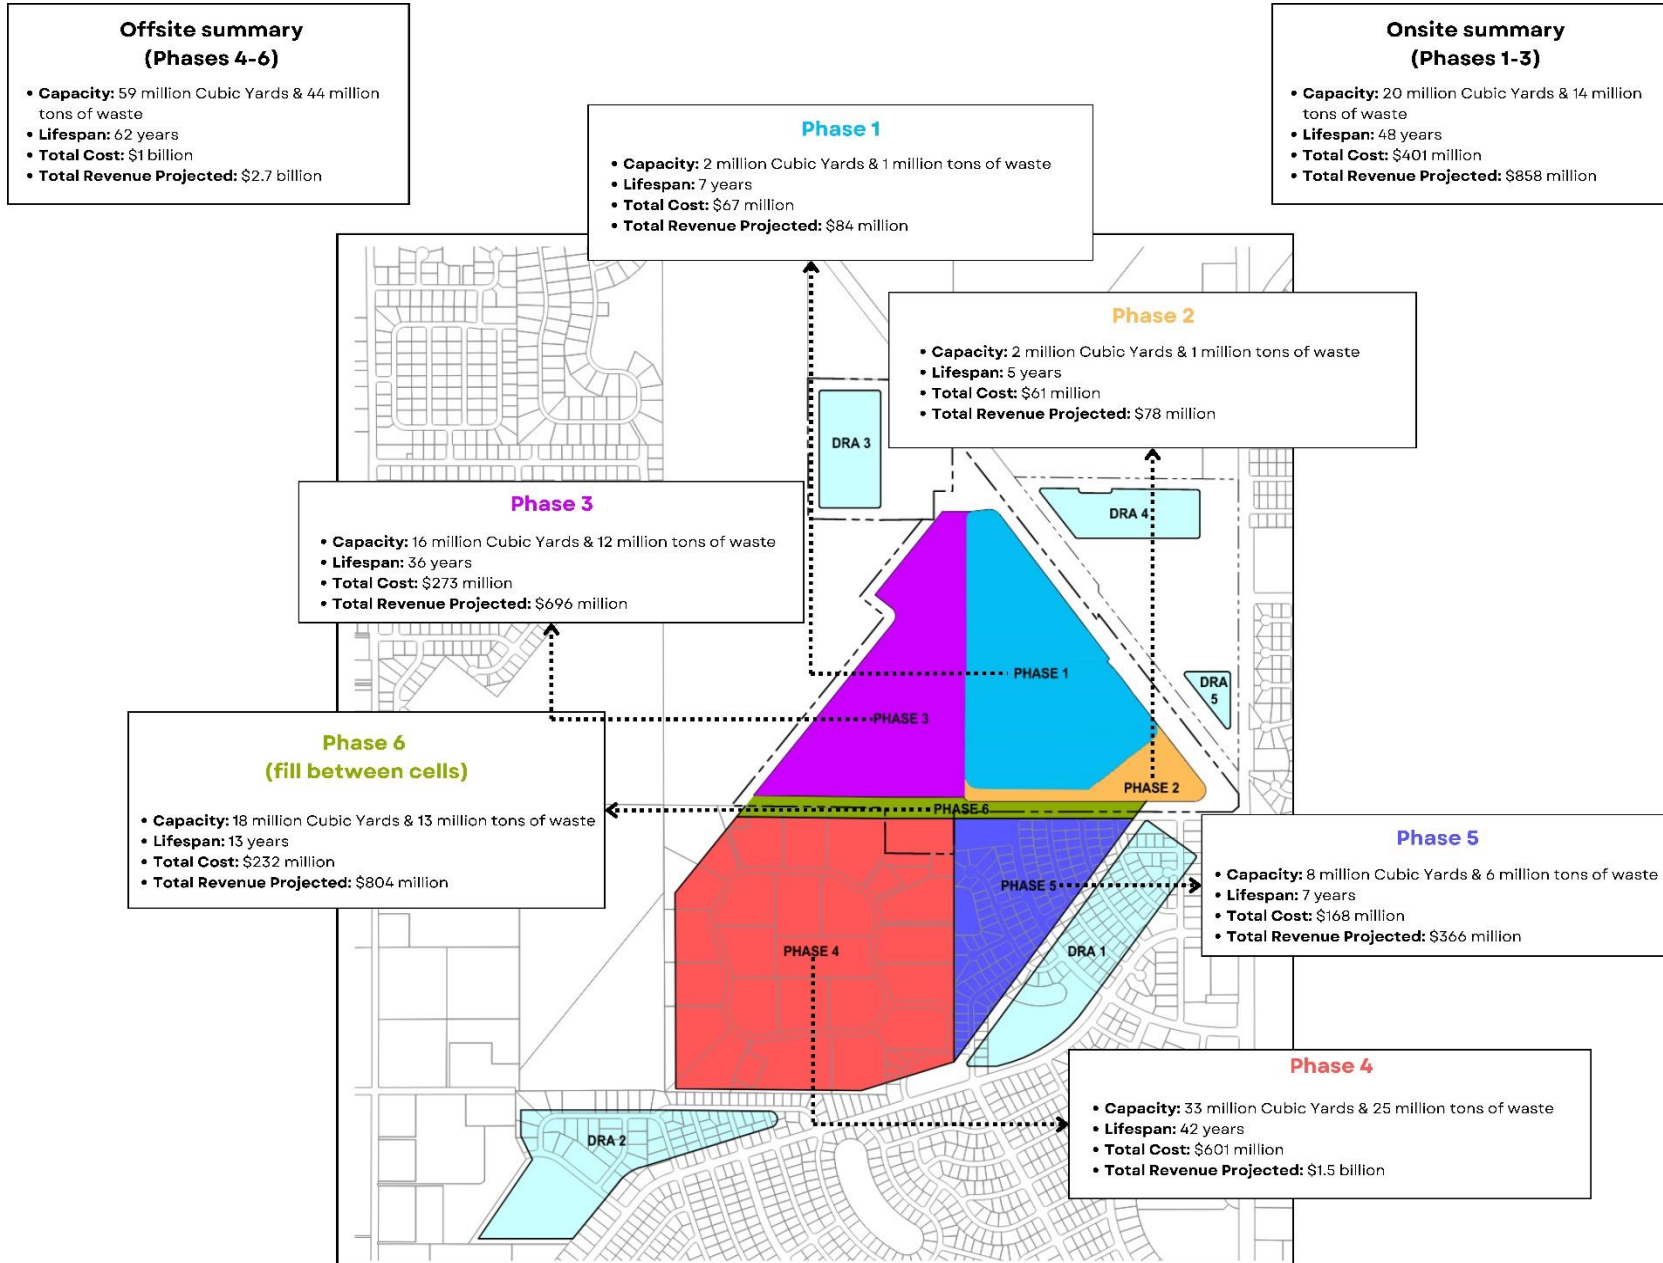 Offsite summary
(Phases 4-6)
• Capacity: 59 million Cubic Yards & 44 million
tons of waste
• Lifespan: 62 years
• Total Cost: $1 billion
• Total Revenue Projected: $2.7 billion
Onsite summary
(Phases 1-3)
• Capacity: 20 million Cubic Yards & 14 million
tons of waste
• Lifespan: 48 years
• Total Cost: $401 million
• Total Revenue Projected: $858 million
Phase 1
• Capacity: 2 million Cubic Yards & 1 million tons of waste
• Lifespan: 7 years
• Total Cost: $67 million
• Total Revenue Projected: $84 million
Phase 2
• Capacity: 2 million Cubic Yards & 1 million tons of waste
• Lifespan: 5 years
• Total Cost: $61 million
• Total Revenue Projected: $78 million
DRA 3
Phase 3
• Capacity: 16 million Cubic Yards & 12 million tons of waste
• Lifespan: 36 years
• Total Cost: $273 million
• Total Revenue Projected: $696 million
DRA 4
PHASE 1
DRA
5
PHASE 3
Phase 6
(fill between cells)
• Capacity: 18 million Cubic Yards & 13 million tons of waste
• Lifespan: 13 years
• Total Cost: $232 million
• Total Revenue Projected: $804 million
PHASE 2
PHASE 6
Phase 5
• Capacity: 8 million Cubic Yards & 6 million tons of waste
• Lifespan: 7 years
• Total Cost: $168 million
• Total Revenue Projected: $366 million
PHASE 5
PHASE 4
DRA 1
Phase 4
• Capacity: 33 million Cubic Yards & 25 million tons of waste
• Lifespan: 42 years
• Total Cost: $601 million
• Total Revenue Projected: $1.5 billion
DRA 2